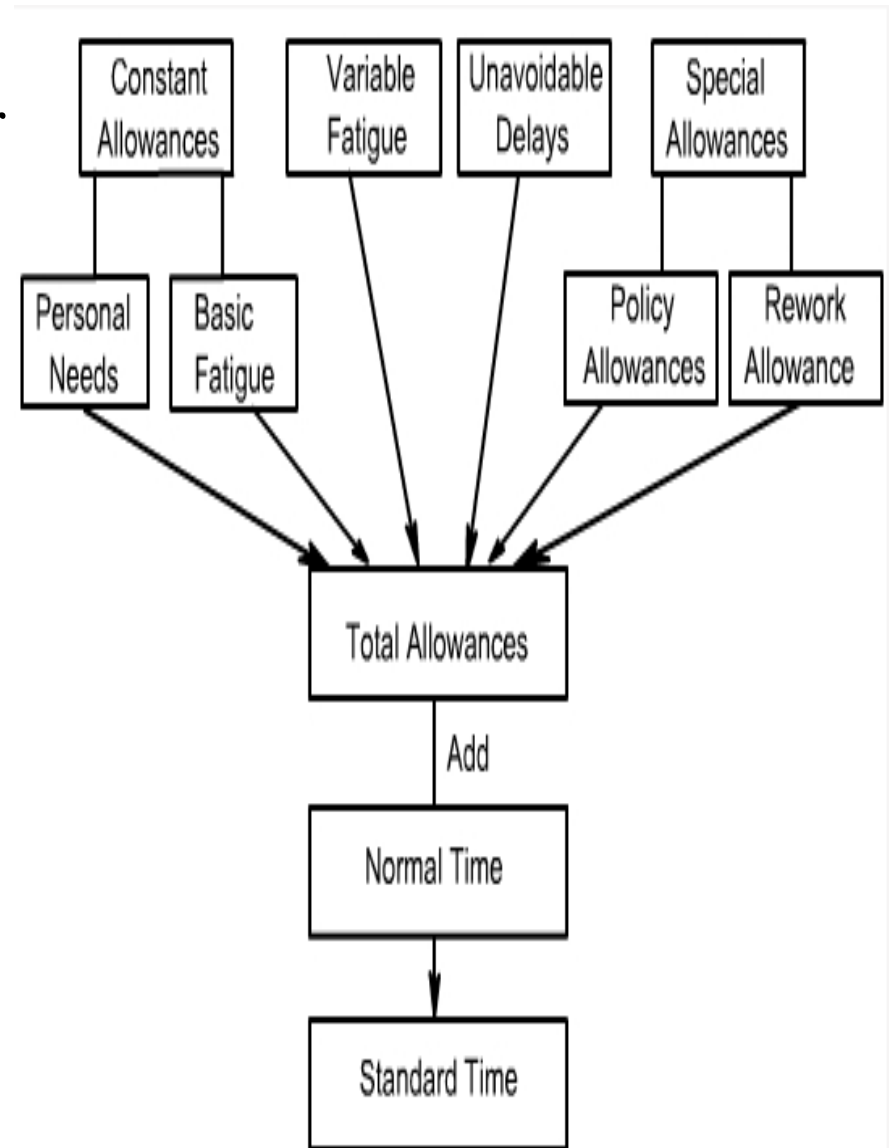 Constant
Allowances
Variable
Fatigue
Unavoidable
Delays
Special
Allowances
Personal
Needs
Basic
Fatigue
Policy
Allowances
Rework
Allowance
Total Allowances
Add
Normal Time
Standard Time